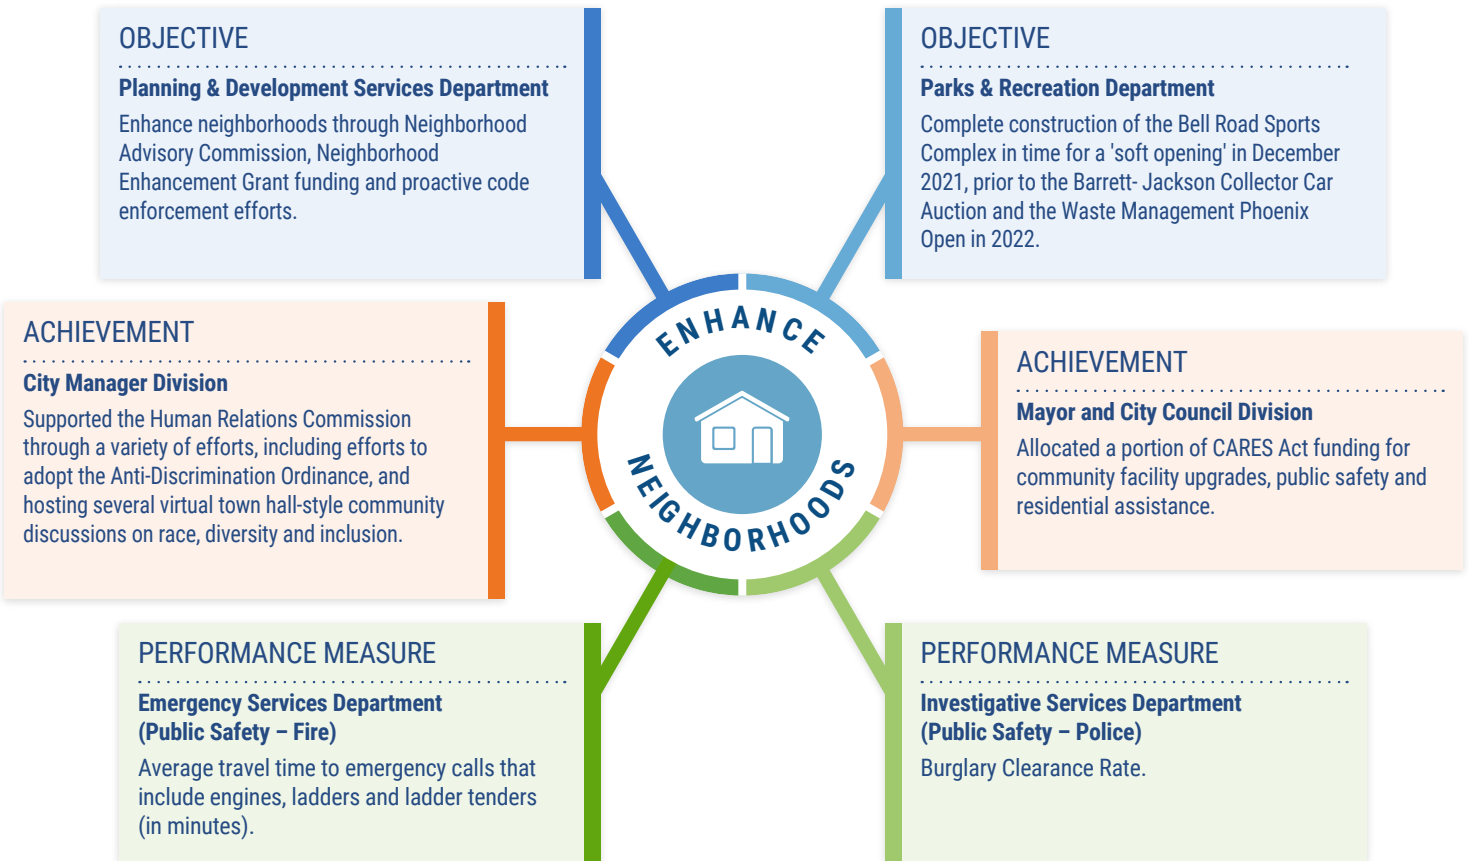 OBJECTIVE
Planning & Development Services Department
Enhance neighborhoods through Neighborhood
Advisory Commission, Neighborhood
Enhancement Grant funding and proactive code
enforcement efforts.
OBJECTIVE
Parks & Recreation Department
Complete construction of the Bell Road Sports
Complex in time for a 'soft opening' in December
2021, prior to the Barrett- Jackson Collector Car
Auction and the Waste Management Phoenix
Open in 2022.
ACHIEVEMENT
City Manager Division
Supported the Human Relations Commission
through a variety of efforts, including efforts to
adopt the Anti-Discrimination Ordinance, and
hosting several virtual town hall-style community
discussions on race, diversity and inclusion.
ENHANCE
NEIGHBORHOODS
ACHIEVEMENT
Mayor and City Council Division
Allocated a portion of CARES Act funding for
community facility upgrades, public safety and
residential assistance.
PERFORMANCE MEASURE
Emergency Services Department
(Public Safety – Fire)
Average travel time to emergency calls that
include engines, ladders and ladder tenders
(in minutes).
PERFORMANCE MEASURE
Investigative Services Department
(Public Safety – Police)
Burglary Clearance Rate.